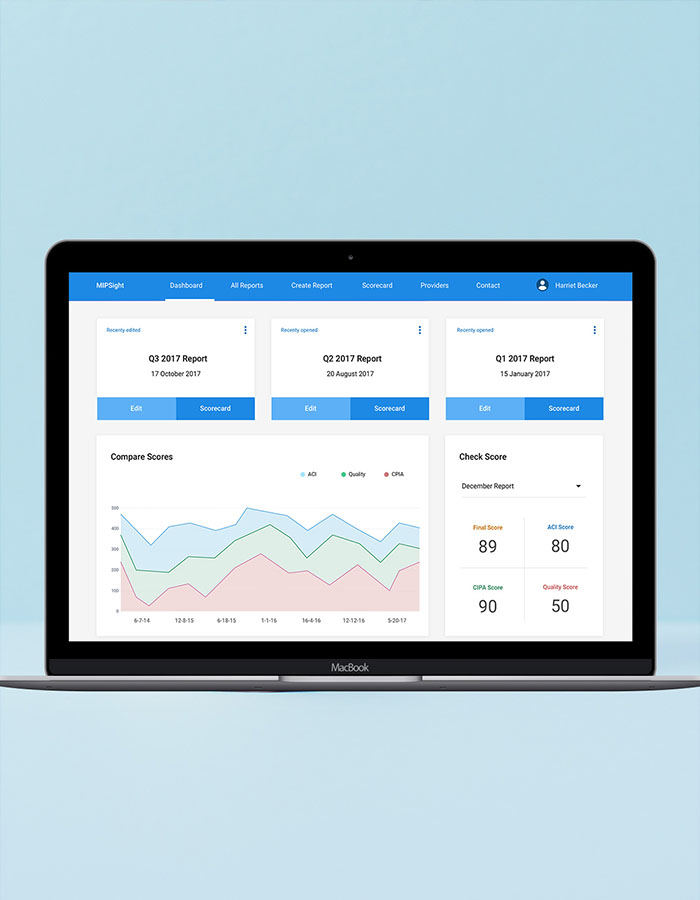 MIPSight Dashboard All Reports Create Report Scorecard Providers Contact Harriet Becker
Recently edited
Q3 2017 Report
17 October 2017
Edit Scorecard
Recently opened
Q2 2017 Report
20 August 2017
Edit Scorecard
Recently opened
Q1 2017 Report
15 January 2017
Edit Scorecard
Compare Scores
ACI Quality CPIA
500
400
300
200
100
0
6-7-14 12-8-15 6-18-15 1-1-16 16-4-16 12-12-16 5-20-17
Check Score
December Report
Final Score
89
ACI Score
80
CIPA Score
90
Quality Score
50
MacBook